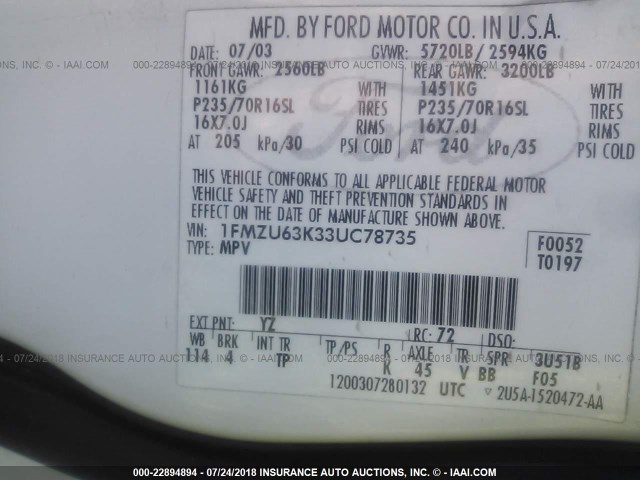 MFD. BY FORD MOTOR CO. IN U.S.A.
DATE: 07/03 GVWR: 5720LB/ 2594KG
FRONT GAWR: 2560LB REAR GAWR: 3200LB
1161KG WITH 1451KG WITH
P235/70R16SL TIRES P235/70R16SL TIRES
16X7.0J RIMS 16X7.0J RIMS
AT 205 kPa/30 PSI COLD AT 240 kPa/35 PSI COLD
Ford
THIS VEHICLE CONFORMS TO ALL APPLICABLE FEDERAL MOTOR
VEHICLE SAFETY AND THEFT PREVENTION STANDARDS IN
EFFECT ON THE DATE OF MANUFACTURE SHOWN ABOVE.
VIN: 1FMZU63K33UC78735 F0052
TYPE: MPV T0197
EXT PNT: YZ RC: 72 DSO:
WB BRK INT TR TP/PS R AXLE TR SPR 3U51B
114 4 TP K 45 V BB F05
1200307280132 UTC 2U5A-1520472-AA
000-22894894 - 07/24/2018 INSURANCE AUTO AUCTIONS, INC. - © IAAI.COM